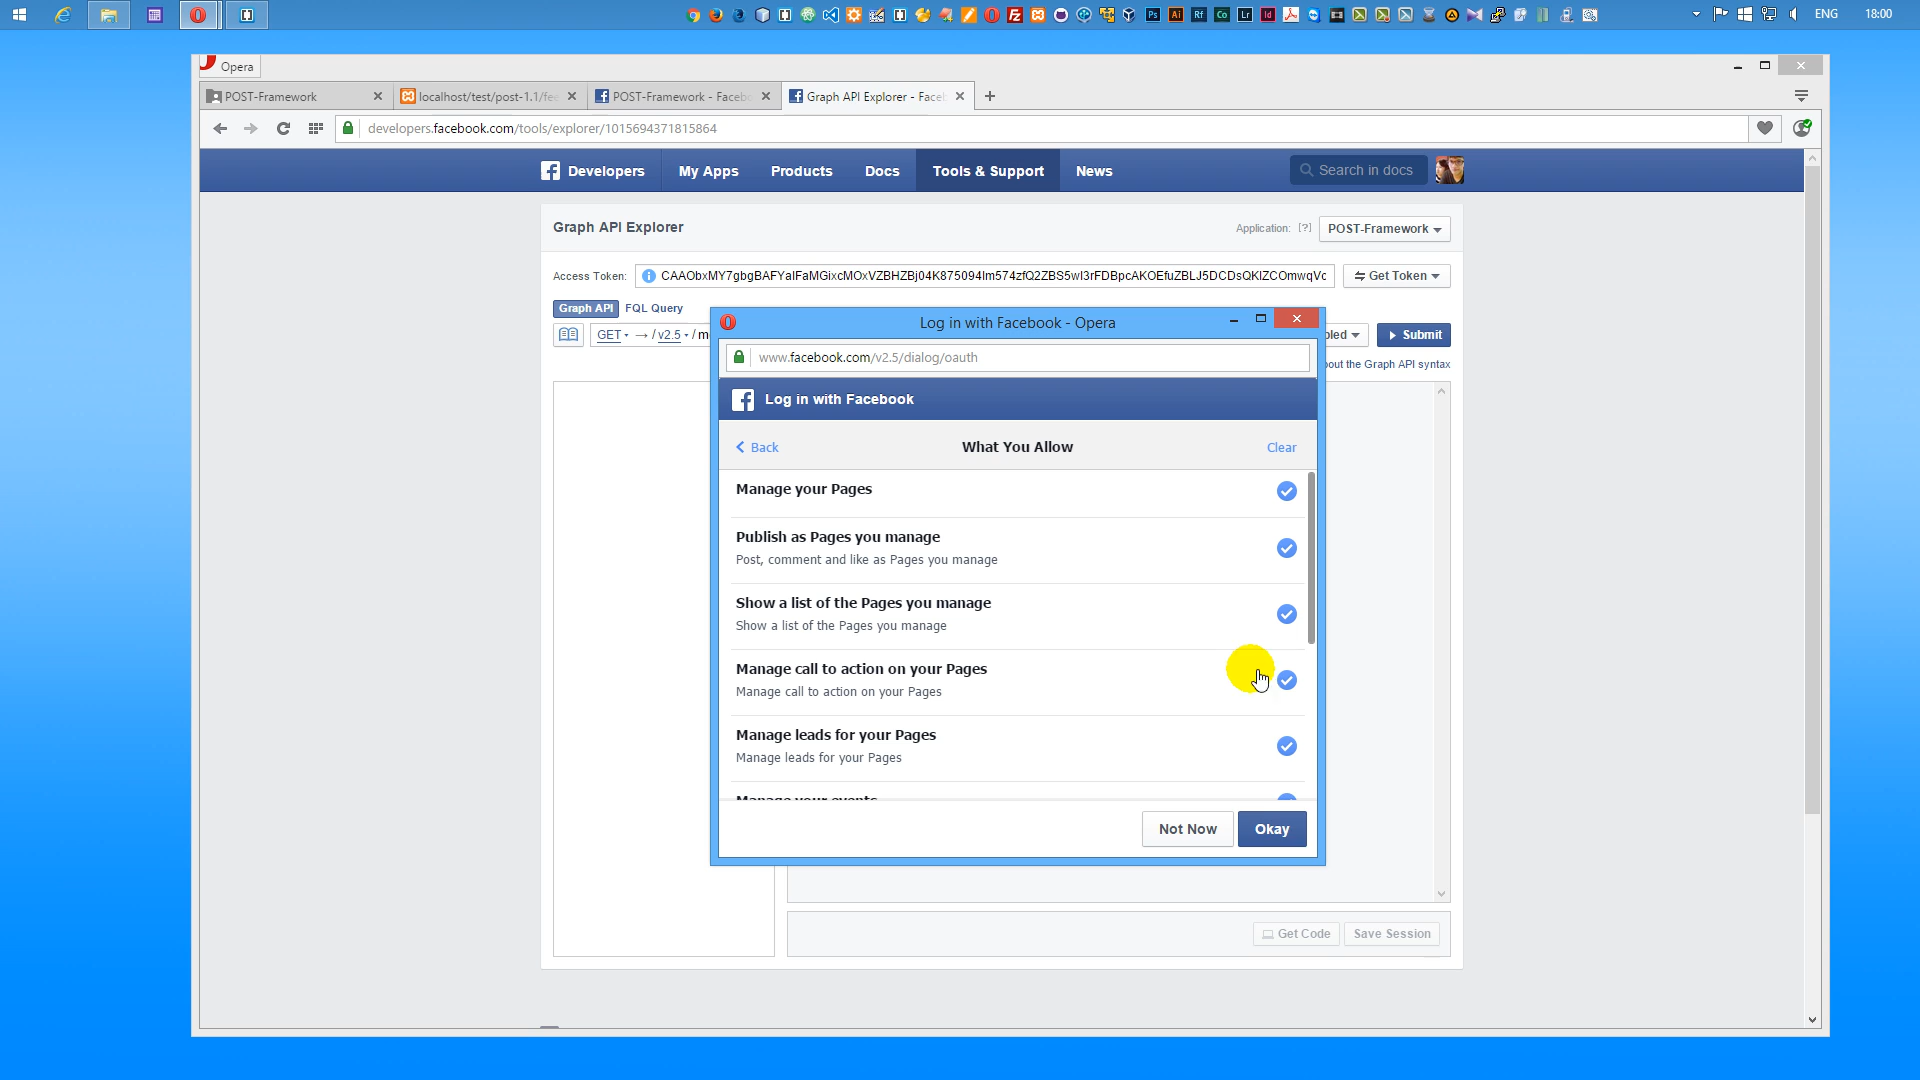 ENG
18:00
Opera
POST-Framework
localhost/test/post-1.1/fee
POST-Framework - Facebo
Graph API Explorer - Faceb
developers.facebook.com/tools/explorer/1015694371815864
Developers
My Apps
Products
Docs
Tools & Support
News
Search in docs
Graph API Explorer
Application: [?]
POST-Framework
Access Token:
Get Token
Graph API
FQL Query
GET → / v2.5 / m
bled
Submit
out the Graph API syntax
Log in with Facebook - Opera
www.facebook.com/v2.5/dialog/oauth
Log in with Facebook
Back
What You Allow
Clear
Manage your Pages
Publish as Pages you manage
Post, comment and like as Pages you manage
Show a list of the Pages you manage
Show a list of the Pages you manage
Manage call to action on your Pages
Manage call to action on your Pages
Manage leads for your Pages
Manage leads for your Pages
Manage your events
Not Now
Okay
Get Code
Save Session